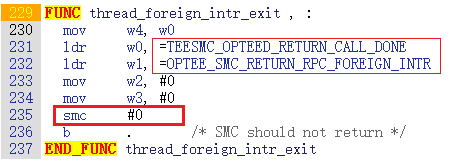 229 FUNC thread_foreign_intr_exit , :
230 mov w4, w0
231 ldr w0, =TEESMC_OPTEED_RETURN_CALL_DONE
232 ldr w1, =OPTEE_SMC_RETURN_RPC_FOREIGN_INTR
233 mov w2, #0
234 mov w3, #0
235 smc #0
236 b . /* SMC should not return */
237 END_FUNC thread_foreign_intr_exit